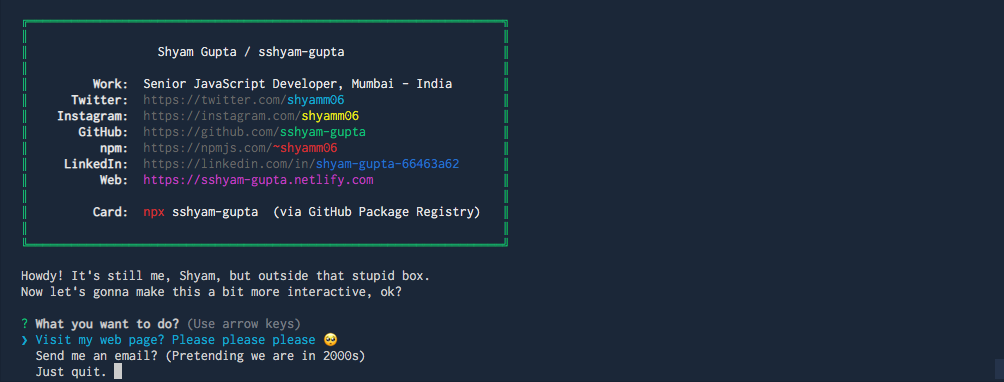 Shyam Gupta / sshyam-gupta
Work: Senior JavaScript Developer, Mumbai - India
Twitter: https://twitter.com/shyamm06
Instagram: https://instagram.com/shyamm06
GitHub: https://github.com/sshyam-gupta
npm: https://npmjs.com/~shyamm06
LinkedIn: https://linkedin.com/in/shyam-gupta-66463a62
Web: https://sshyam-gupta.netlify.com
Card: npx sshyam-gupta (via GitHub Package Registry)
Howdy! It's still me, Shyam, but outside that stupid box.
Now let's gonna make this a bit more interactive, ok?
? What you want to do? (Use arrow keys)
❯ Visit my web page? Please please please 🥺
Send me an email? (Pretending we are in 2000s)
Just quit.